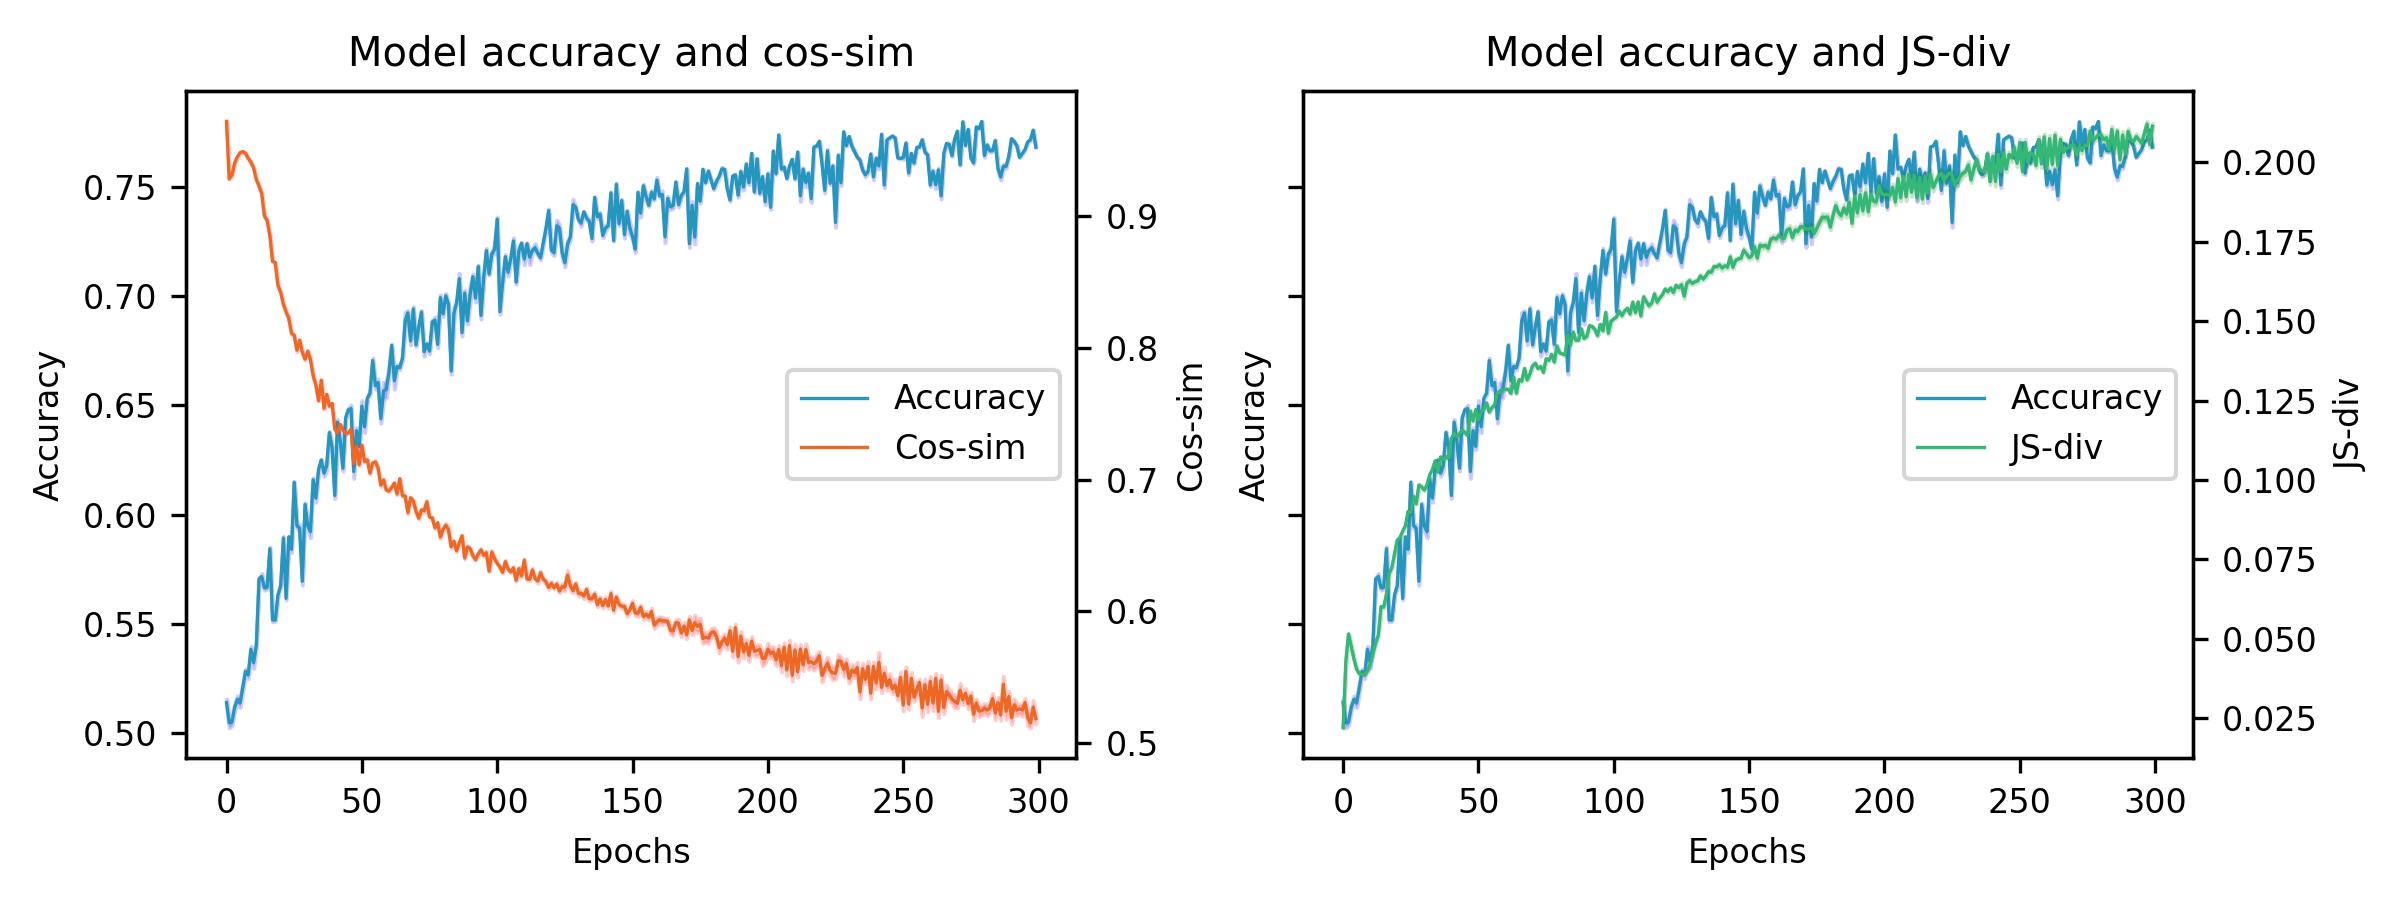 Model accuracy and cos-sim
Accuracy
0.75
0.70
0.65
0.60
0.55
0.50
0.9
0.8
0.7
0.6
0.5
Cos-sim
Accuracy
Cos-sim
0 50 100 150 200 250 300
Epochs
Model accuracy and JS-div
Accuracy
0.200
0.175
0.150
0.125
0.100
0.075
0.050
0.025
JS-div
Accuracy
JS-div
0 50 100 150 200 250 300
Epochs